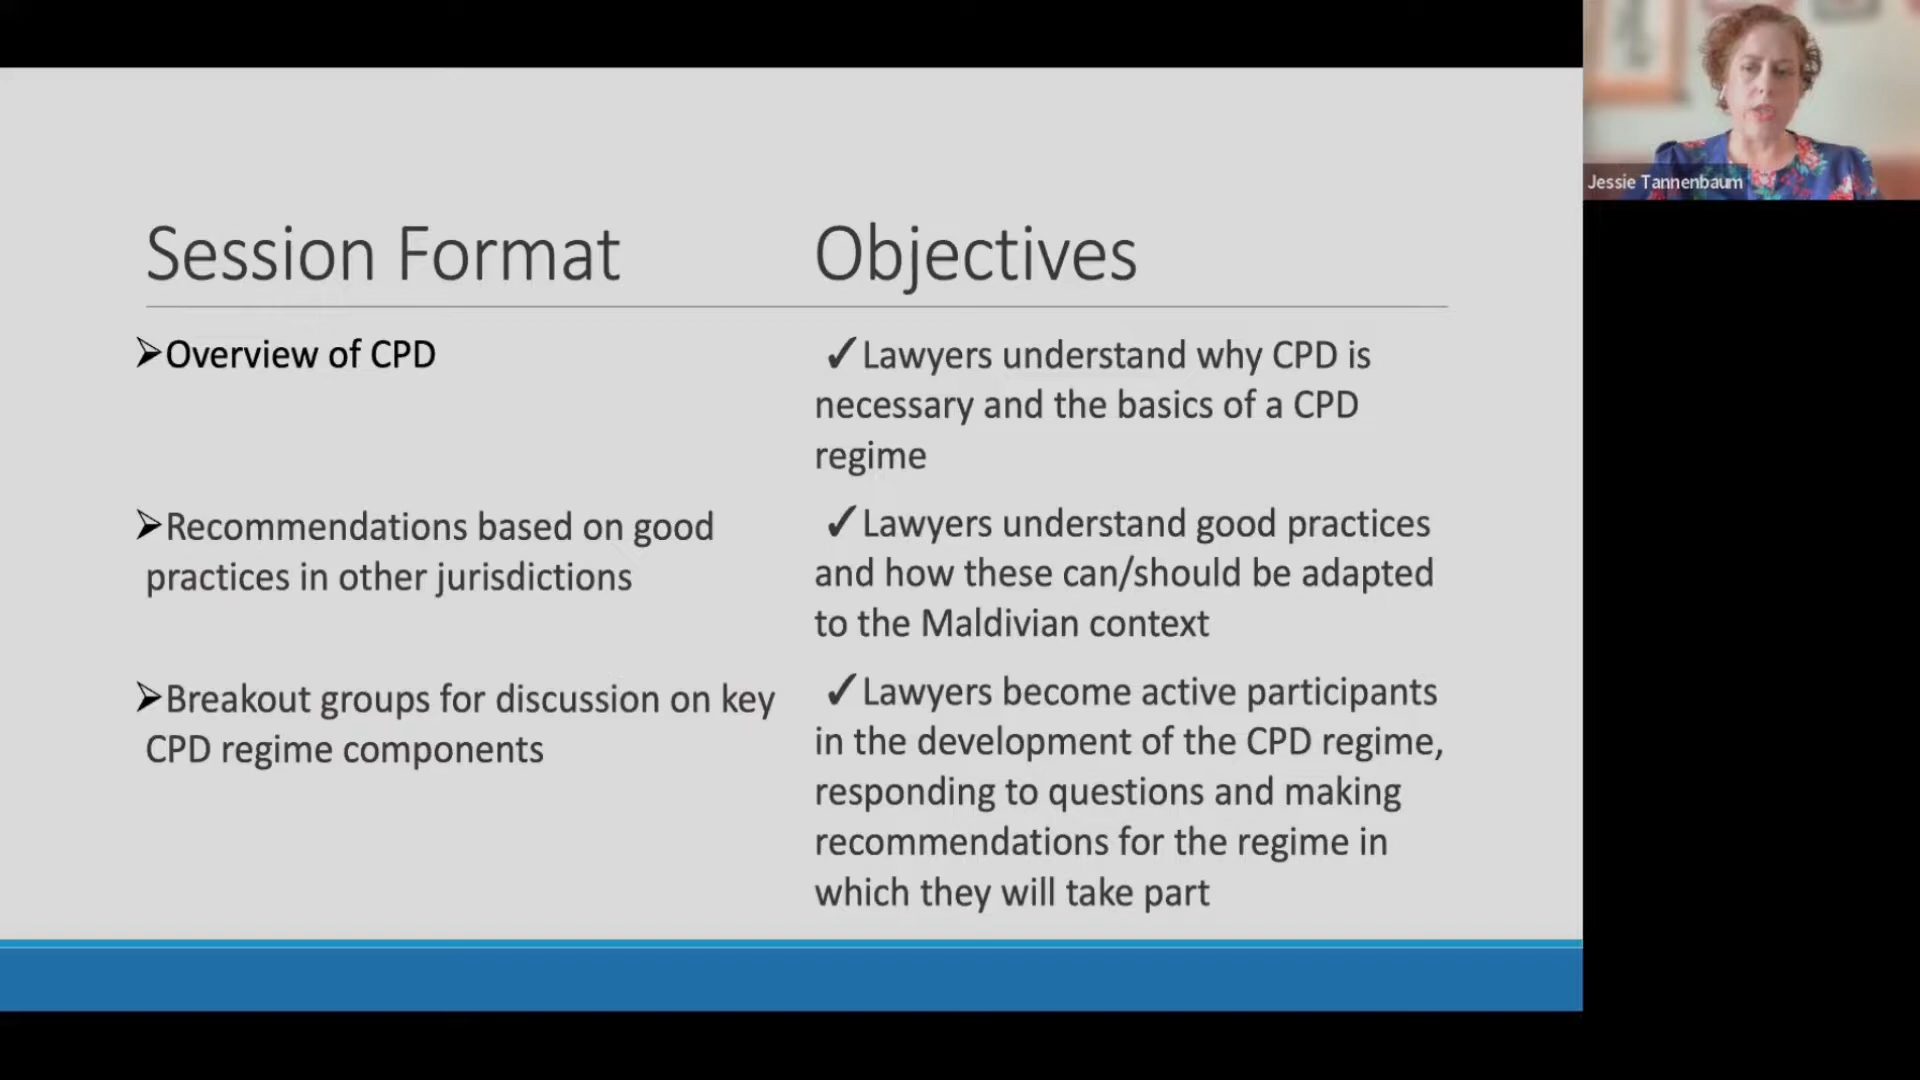 Session Format
Objectives
➢Overview of CPD
✓Lawyers understand why CPD is
necessary and the basics of a CPD
regime
➢Recommendations based on good
practices in other jurisdictions
✓Lawyers understand good practices
and how these can/should be adapted
to the Maldivian context
➢Breakout groups for discussion on key
CPD regime components
✓Lawyers become active participants
in the development of the CPD regime,
responding to questions and making
recommendations for the regime in
which they will take part
Jessie Tannenbaum